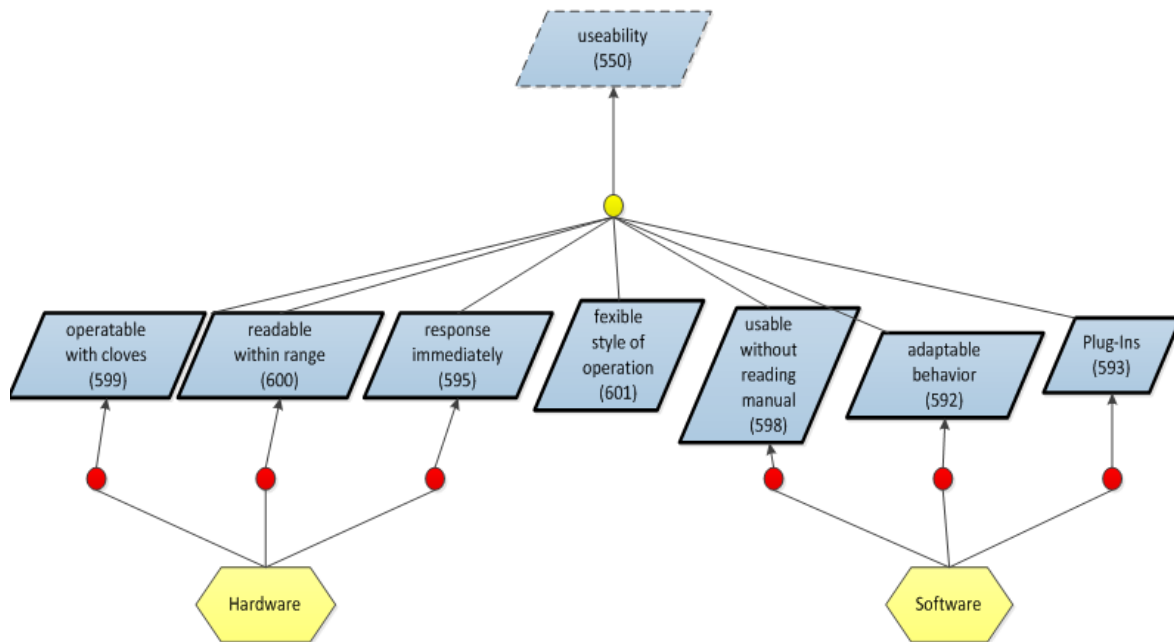 useability
(550)
operatable
with cloves
(599)
readable
within range
(600)
response
immediately
(595)
fexible
style of
operation
(601)
usable
without
reading
manual
(598)
adaptable
behavior
(592)
Plug-Ins
(593)
Hardware
Software